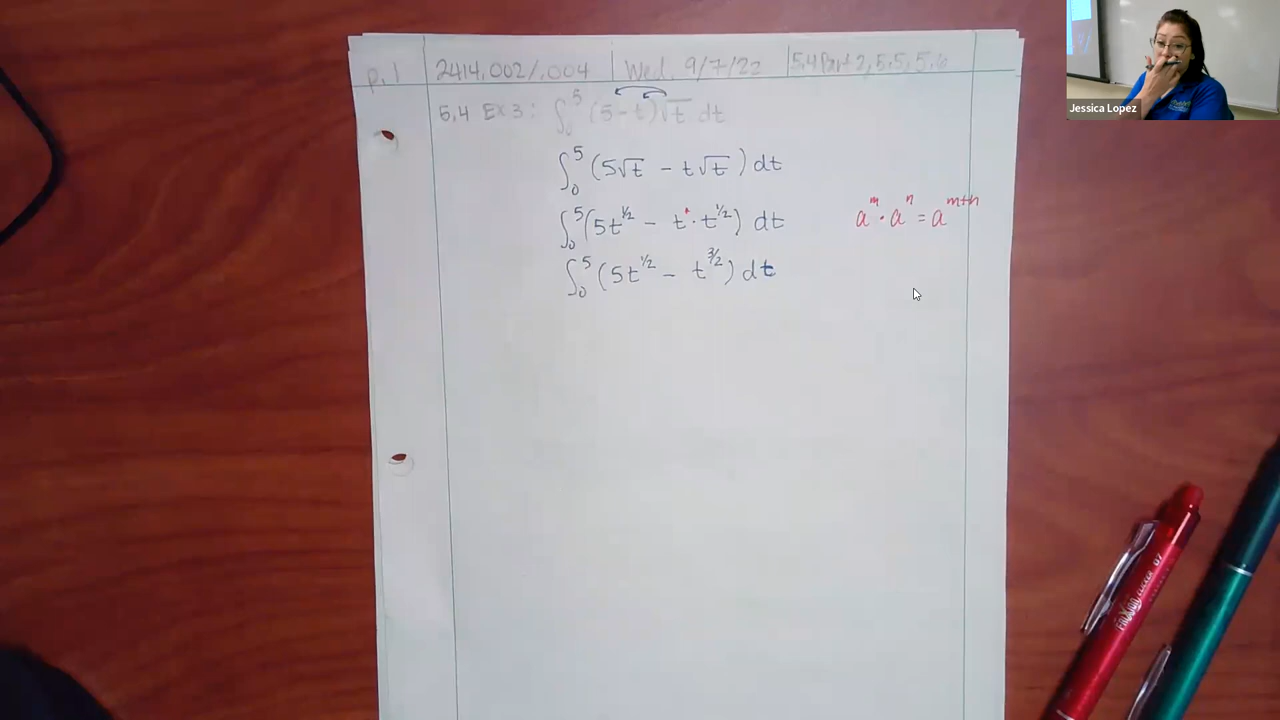 p. 1 2414.002/.004 Wed. 9/7/22 5.4 Part 2, 5.5, 5.6
5.4 EX 3: ∫₀⁵ (5-t)√t dt
∫₀⁵ (5√t - t√t) dt
∫₀⁵ (5t^½ - t¹·t^½) dt
a^m · a^n = a^(m+n)
∫₀⁵ (5t^½ - t^(3/2)) dt
Jessica Lopez